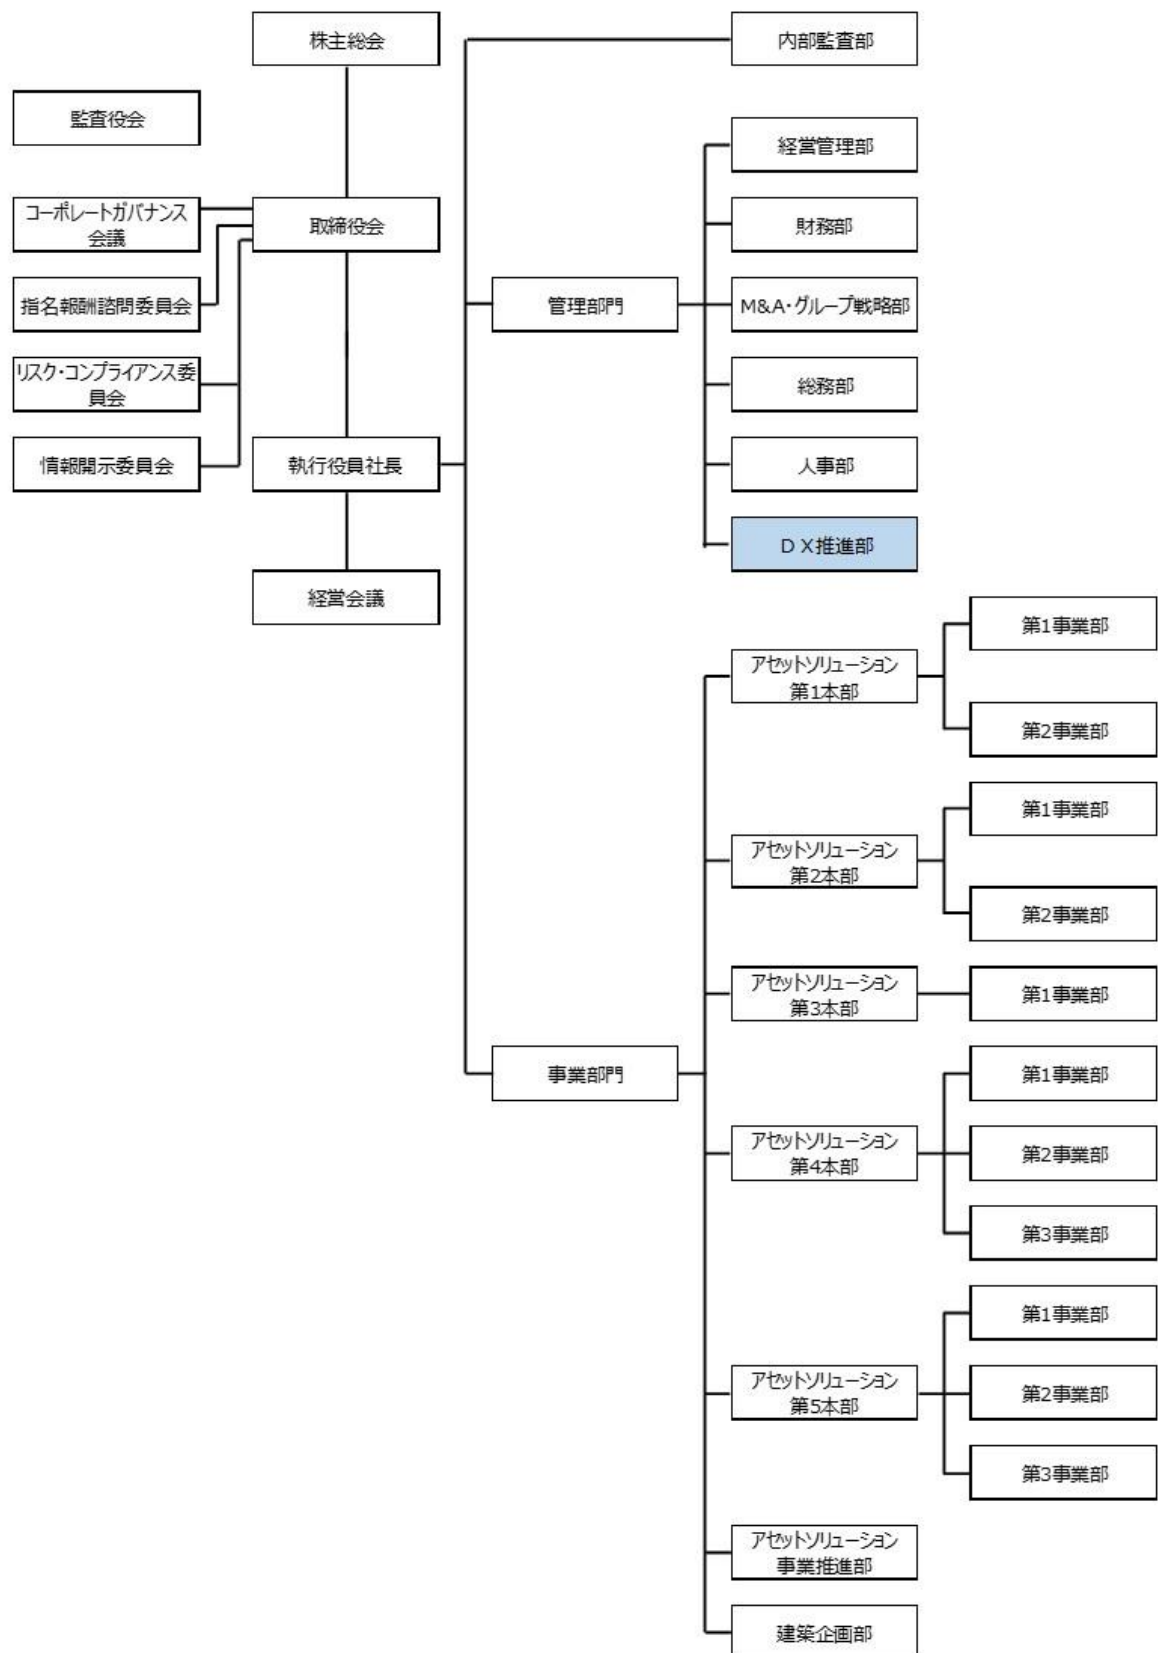 株主総会
内部監査部
監査役会
経営管理部
コーポレートガバナンス
会議
取締役会
財務部
指名報酬諮問委員会
管理部門
M&A・グループ戦略部
リスク・コンプライアンス委
員会
総務部
情報開示委員会
執行役員社長
人事部
ＤＸ推進部
経営会議
第1事業部
アセットソリューション
第1本部
第2事業部
第1事業部
アセットソリューション
第2本部
第2事業部
アセットソリューション
第3本部
第1事業部
事業部門
第1事業部
アセットソリューション
第4本部
第2事業部
第3事業部
第1事業部
アセットソリューション
第5本部
第2事業部
第3事業部
アセットソリューション
事業推進部
建築企画部